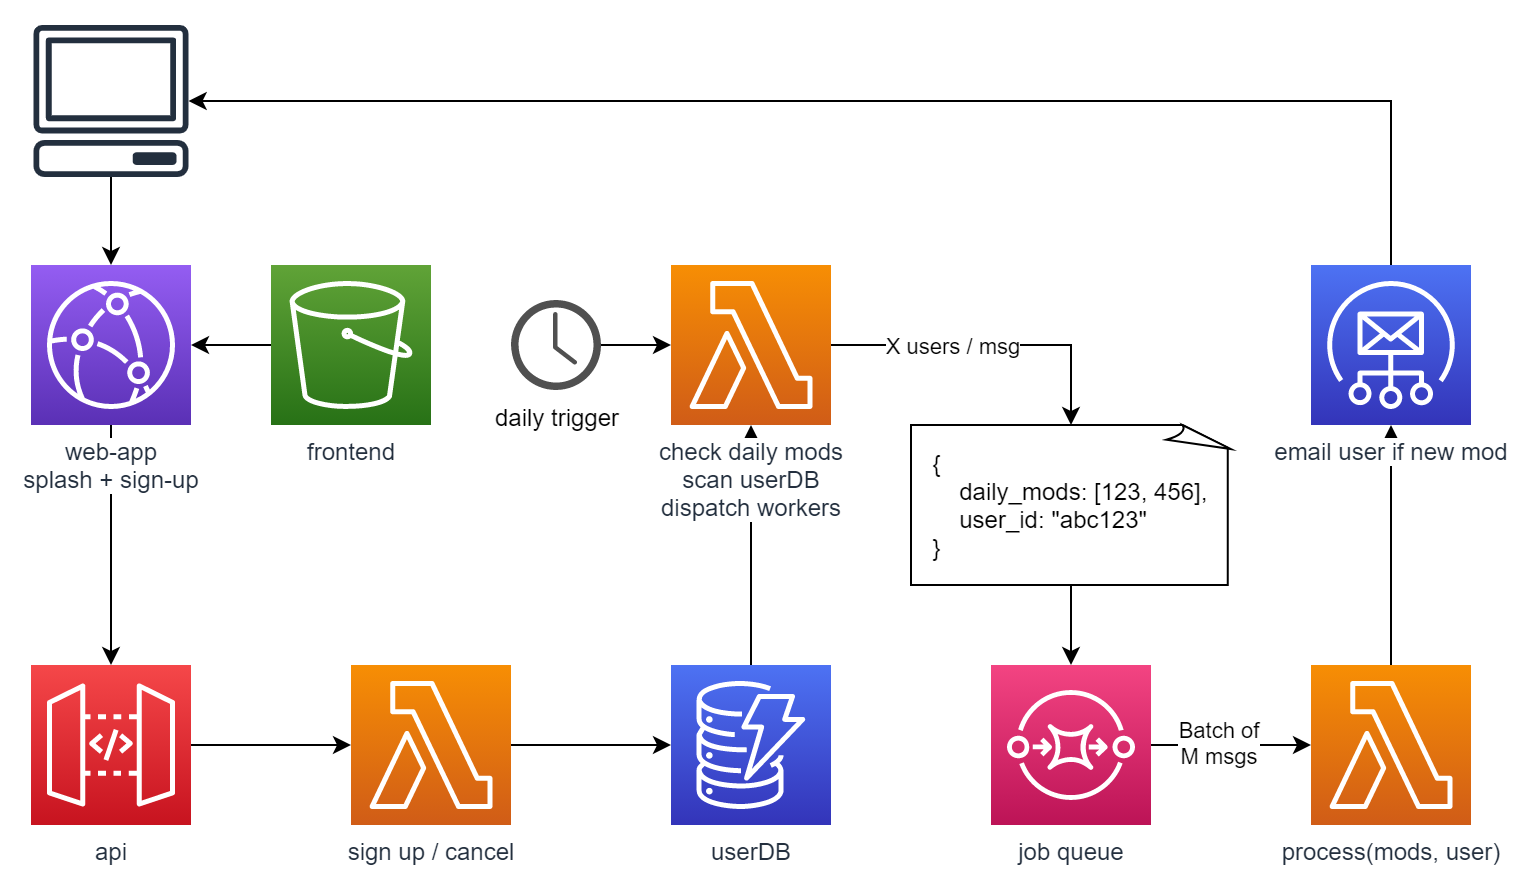 web-app
splash + sign-up
frontend
daily trigger
check daily mods
scan userDB
dispatch workers
X users / msg
{
daily_mods: [123, 456],
user_id: "abc123"
}
email user if new mod
api
sign up / cancel
userDB
job queue
Batch of
M msgs
process(mods, user)